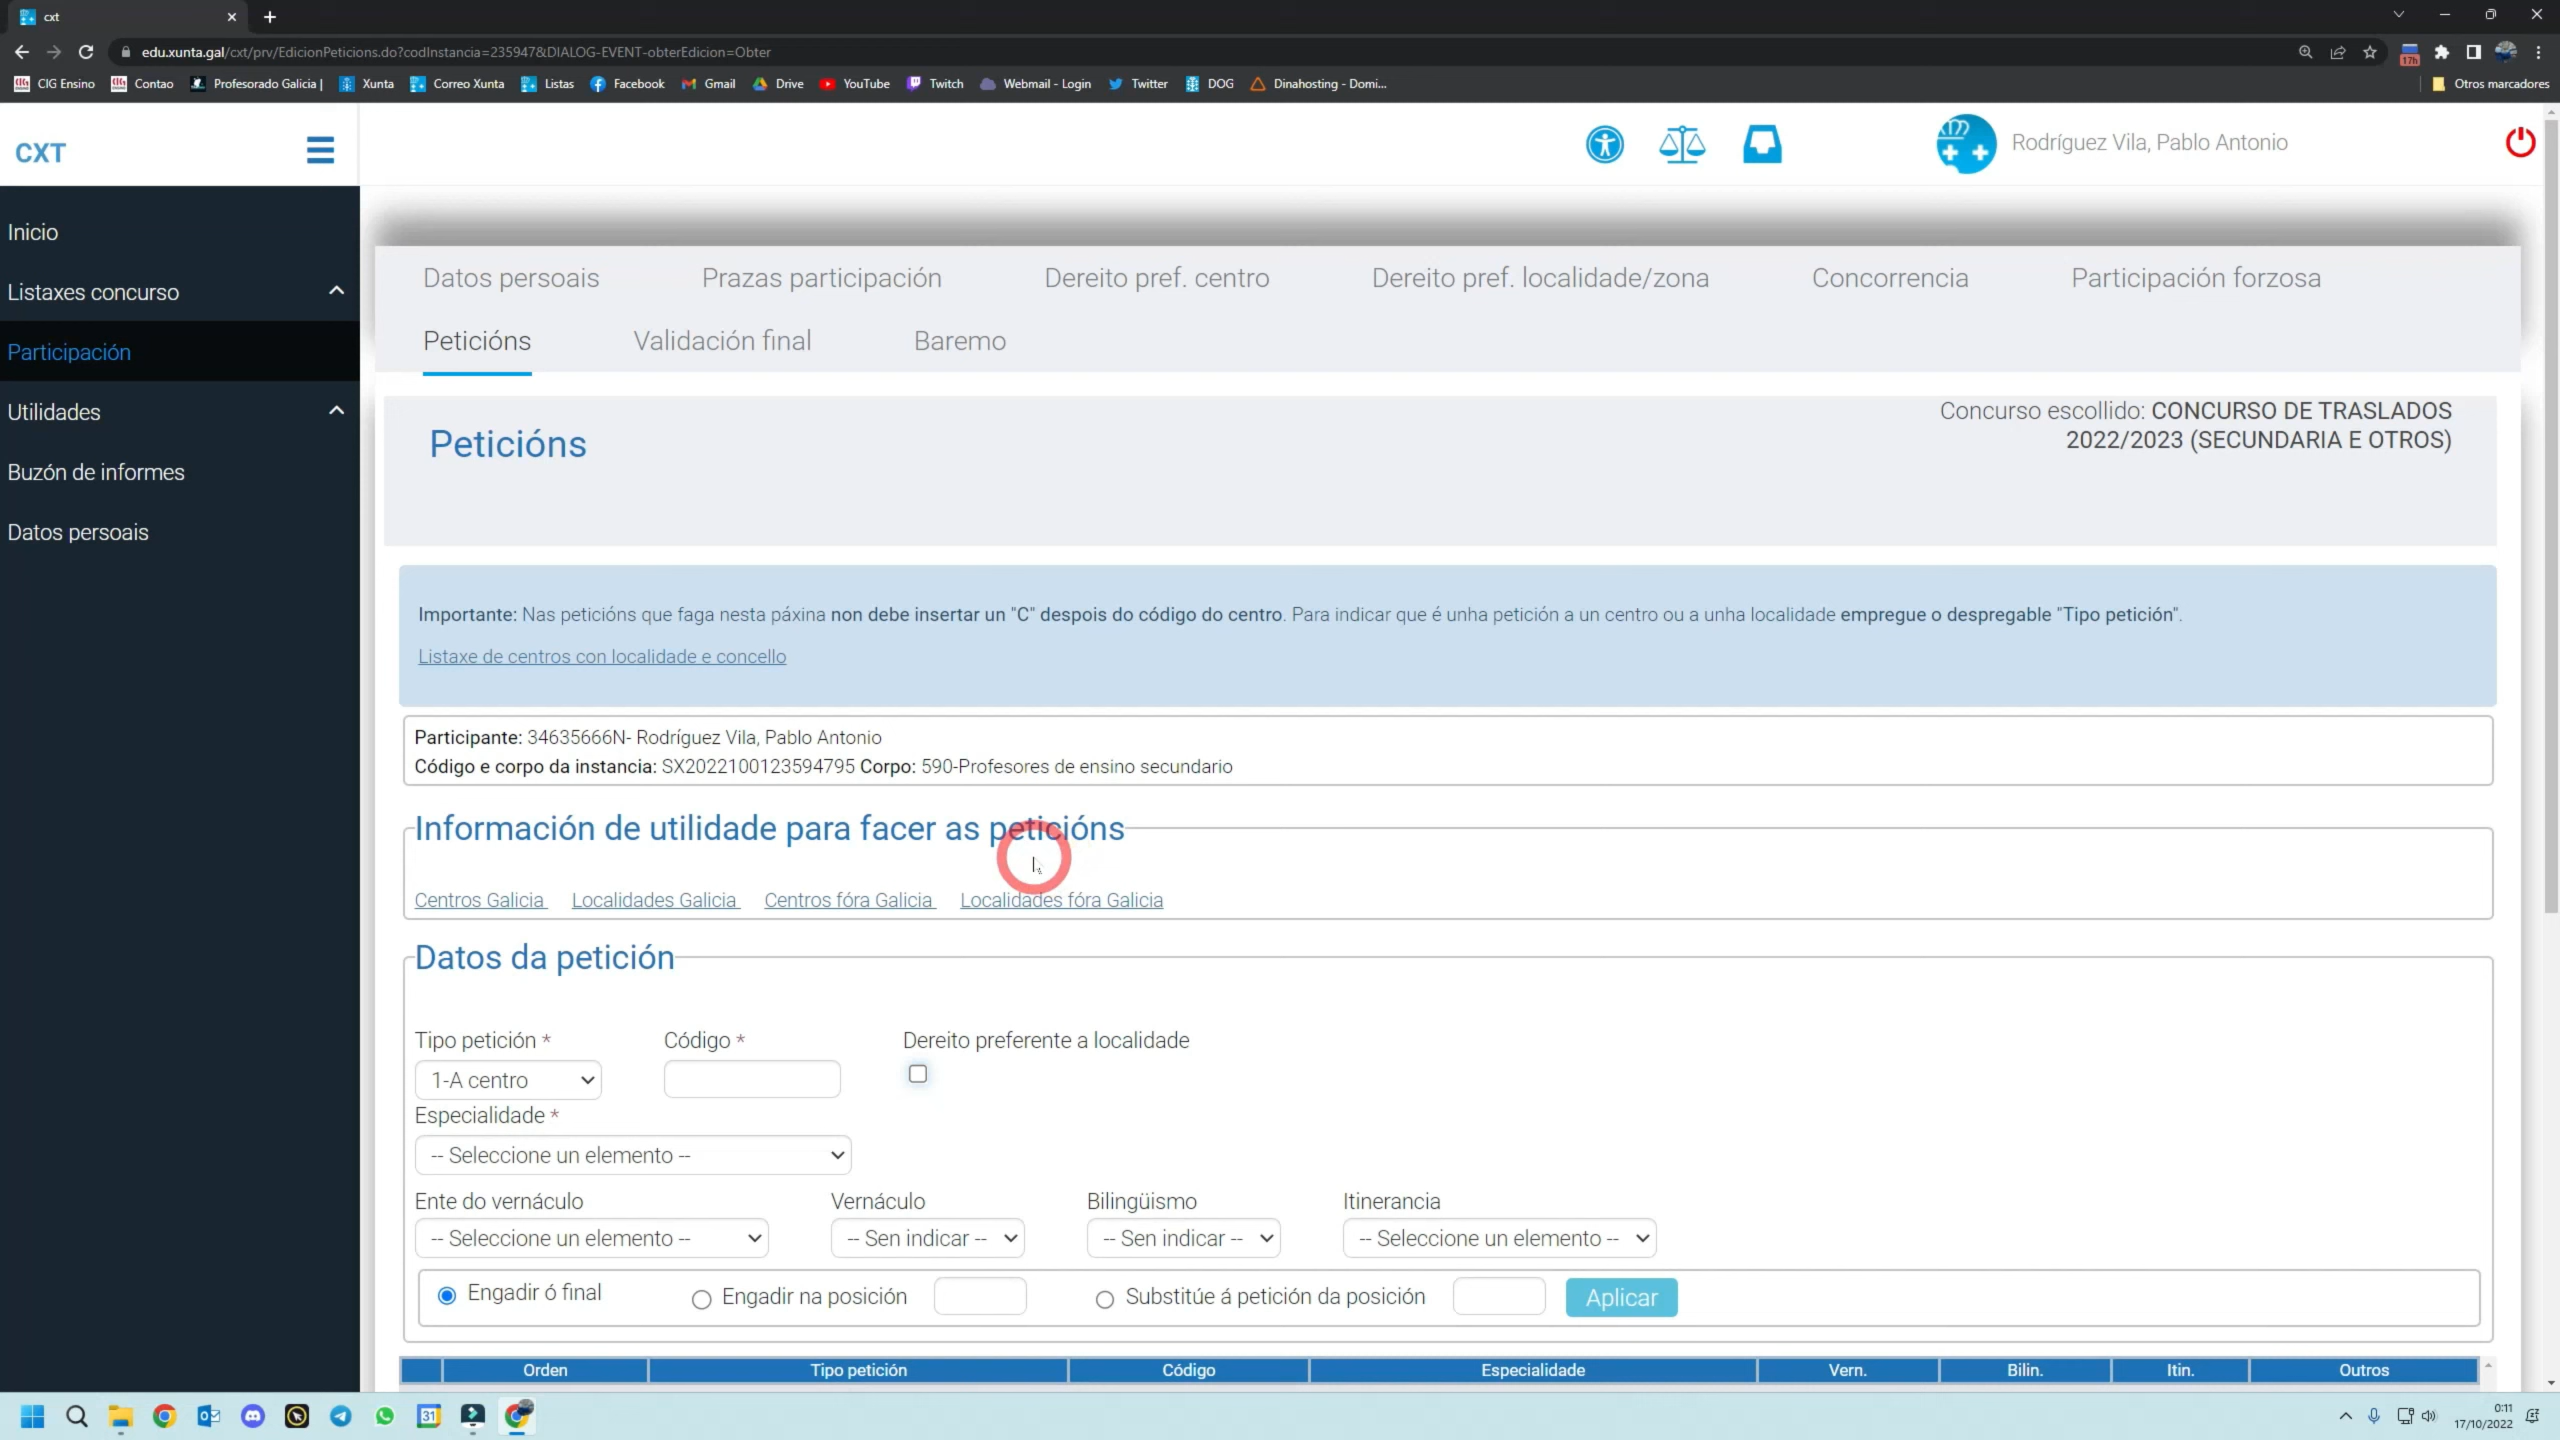 cxt
edu.xunta.gal/cxt/prv/EdicionPeticions.do?codInstancia=235947&DIALOG-EVENT-obterEdicion=Obter
17h
CIG Ensino Contao Profesorado Galicia | Xunta Correo Xunta Listas Facebook Gmail Drive YouTube Twitch Webmail - Login Twitter DOG Dinahosting - Domi... Otros marcadores
CXT
Rodríguez Vila, Pablo Antonio
Inicio
Listaxes concurso
Participación
Utilidades
Buzón de informes
Datos persoais
Datos persoais Prazas participación Dereito pref. centro Dereito pref. localidade/zona Concorrencia Participación forzosa
Peticións Validación final Baremo
Concurso escollido: CONCURSO DE TRASLADOS
2022/2023 (SECUNDARIA E OTROS)
Peticións
Importante: Nas peticións que faga nesta páxina non debe insertar un "C" despois do código do centro. Para indicar que é unha petición a un centro ou a unha localidade empregue o despregable "Tipo petición".
Listaxe de centros con localidade e concello
Participante: 34635666N- Rodríguez Vila, Pablo Antonio
Código e corpo da instancia: SX2022100123594795 Corpo: 590-Profesores de ensino secundario
Información de utilidade para facer as peticións
Centros Galicia Localidades Galicia Centros fóra Galicia Localidades fóra Galicia
Datos da petición
Tipo petición * Código * Dereito preferente a localidade
1-A centro
Especialidade *
-- Seleccione un elemento --
Ente do vernáculo Vernáculo Bilingüismo Itinerancia
-- Seleccione un elemento -- -- Sen indicar -- -- Sen indicar -- -- Seleccione un elemento --
Engadir ó final Engadir na posición Substitúe á petición da posición Aplicar
Orden Tipo petición Código Especialidade Vern. Bilin. Itin. Outros
31
0:11
17/10/2022